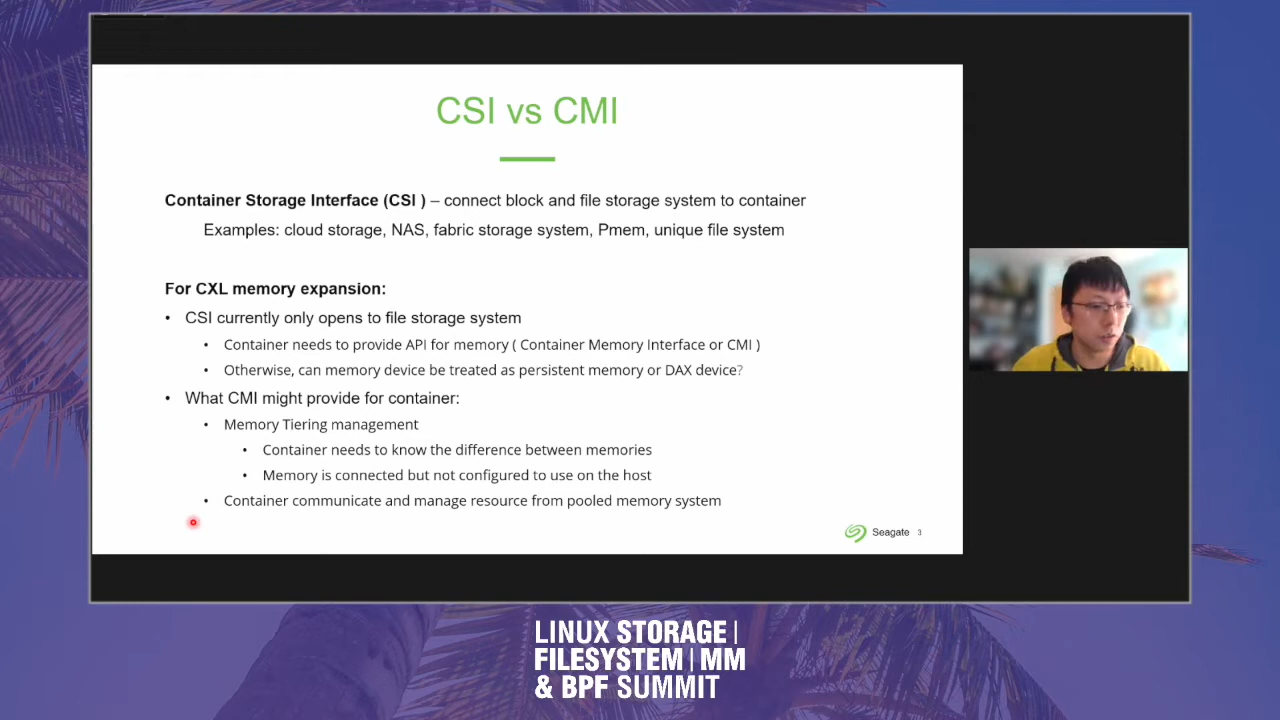 CSI vs CMI
Container Storage Interface (CSI ) – connect block and file storage system to container
Examples: cloud storage, NAS, fabric storage system, Pmem, unique file system
For CXL memory expansion:
• CSI currently only opens to file storage system
• Container needs to provide API for memory ( Container Memory Interface or CMI )
• Otherwise, can memory device be treated as persistent memory or DAX device?
• What CMI might provide for container:
• Memory Tiering management
• Container needs to know the difference between memories
• Memory is connected but not configured to use on the host
• Container communicate and manage resource from pooled memory system
Seagate 3
LINUX STORAGE |
FILESYSTEM | MM
& BPF SUMMIT